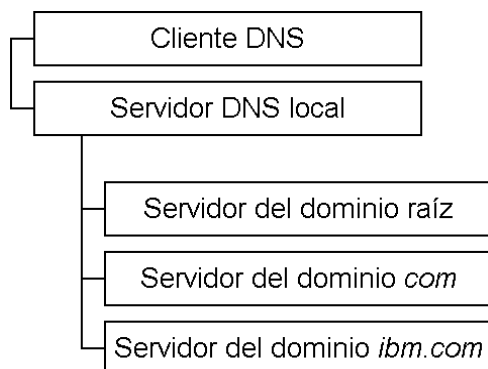 Cliente DNS
Servidor DNS local
Servidor del dominio raíz
Servidor del dominio com
Servidor del dominio ibm.com